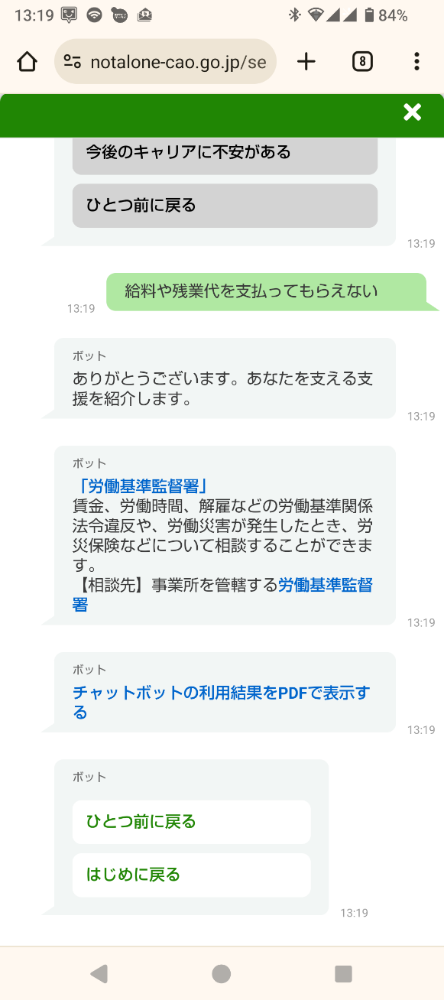 13:19
84%
notalone-cao.go.jp/se
8
今後のキャリアに不安がある
ひとつ前に戻る
13:19
給料や残業代を支払ってもらえない
13:19
ボット
ありがとうございます。あなたを支える支
援を紹介します。
13:19
ボット
「労働基準監督署」
賃金、労働時間、解雇などの労働基準関係
法令違反や、労働災害が発生したとき、労
災保険などについて相談することができま
す。
【相談先】事業所を管轄する労働基準監督
署
13:19
ボット
チャットボットの利用結果をPDFで表示す
る
13:19
ボット
ひとつ前に戻る
はじめに戻る
13:19